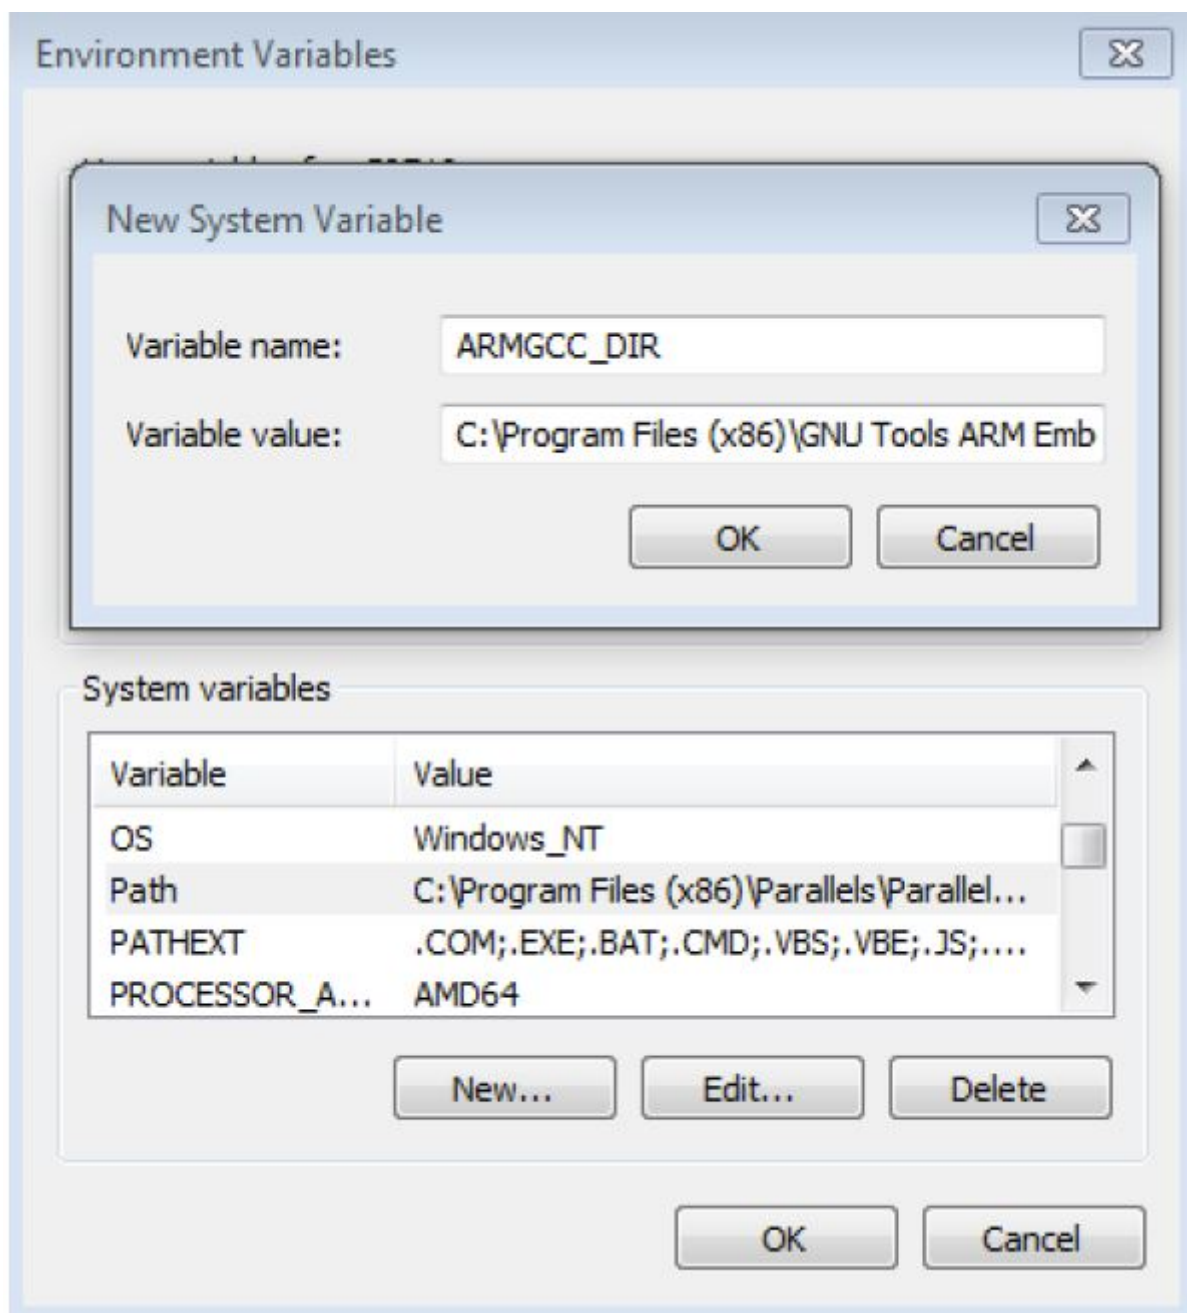 Environment Variables
New System Variable
Variable name: ARMGCC_DIR
Variable value: C:\Program Files (x86)\GNU Tools ARM Emb
OK Cancel
System variables
Variable Value
OS Windows_NT
Path C:\Program Files (x86)\Parallels\Parallel...
PATHEXT .COM;.EXE;.BAT;.CMD;.VBS;.VBE;.JS;....
PROCESSOR_A... AMD64
New... Edit... Delete
OK Cancel